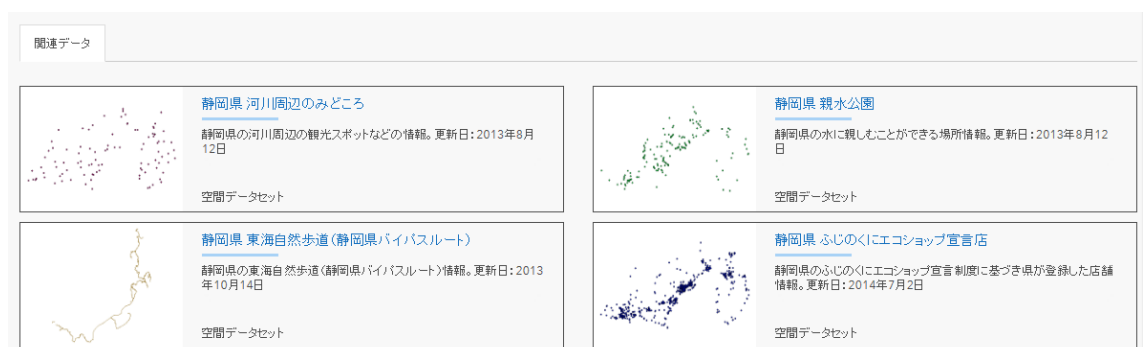 関連データ
静岡県 河川周辺のみどころ
静岡県の河川周辺の観光スポットなどの情報。更新日：2013年8月
12日
空間データセット
静岡県 親水公園
静岡県の水に親しむことができる場所情報。更新日：2013年8月12
日
空間データセット
静岡県 東海自然歩道（静岡県バイパスルート）
静岡県の東海自然歩道（静岡県バイパスルート）情報。更新日：2013
年10月14日
空間データセット
静岡県 ふじのくにエコショップ宣言店
静岡県のふじのくにエコショップ宣言制度に基づき県が登録した店舗
情報。更新日：2014年7月2日
空間データセット